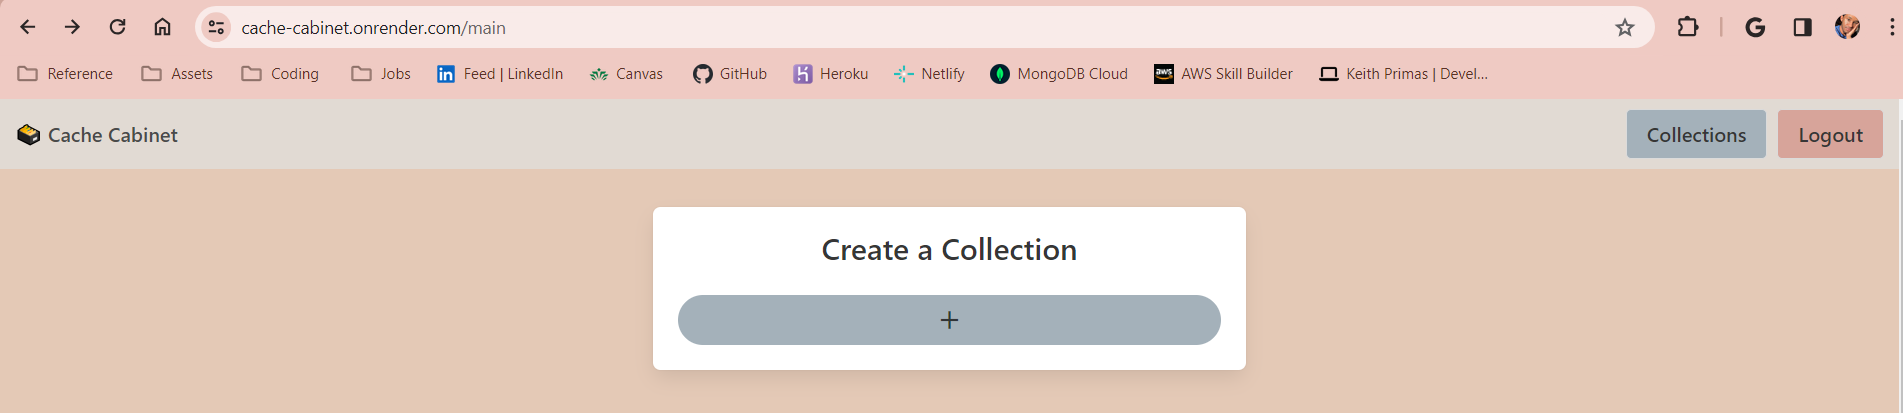 cache-cabinet.onrender.com/main
Reference Assets Coding Jobs Feed | LinkedIn Canvas GitHub Heroku Netlify MongoDB Cloud aws AWS Skill Builder Keith Primas | Devel...
Cache Cabinet Collections Logout
Create a Collection
+